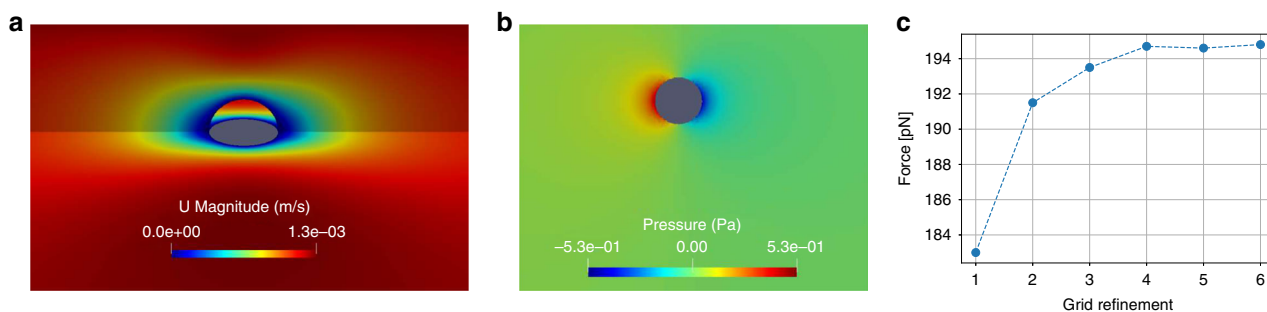 a
U Magnitude (m/s)
0.0e+00 1.3e–03
b
Pressure (Pa)
–5.3e–01 0.00 5.3e–01
c
194
192
190
188
186
184
Force [pN]
1 2 3 4 5 6
Grid refinement